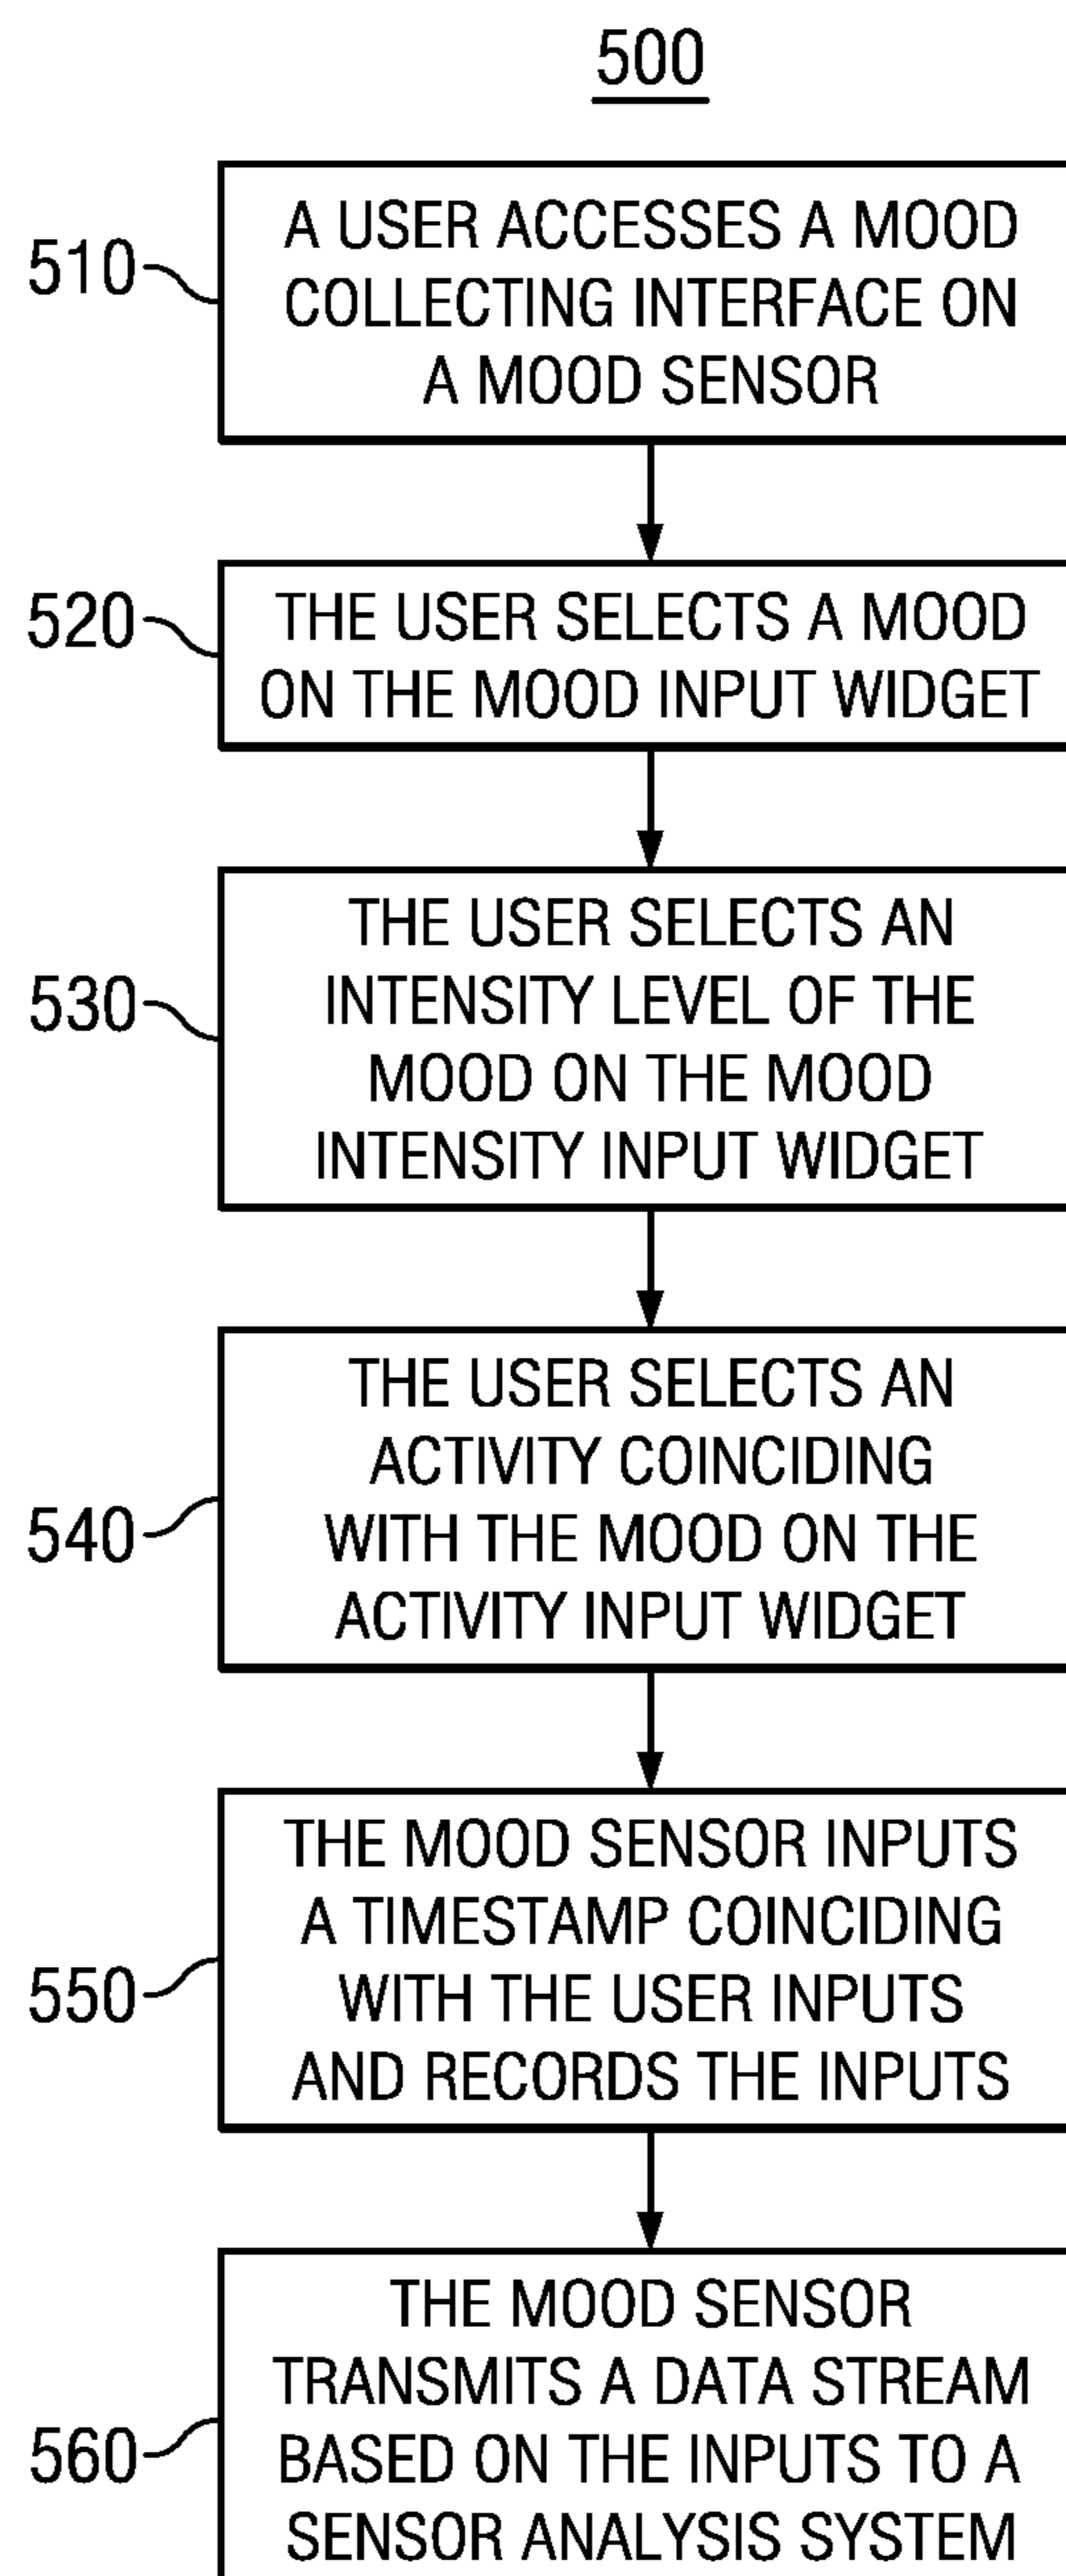 500
510
A USER ACCESSES A MOOD
COLLECTING INTERFACE ON
A MOOD SENSOR
520
THE USER SELECTS A MOOD
ON THE MOOD INPUT WIDGET
530
THE USER SELECTS AN
INTENSITY LEVEL OF THE
MOOD ON THE MOOD
INTENSITY INPUT WIDGET
540
THE USER SELECTS AN
ACTIVITY COINCIDING
WITH THE MOOD ON THE
ACTIVITY INPUT WIDGET
550
THE MOOD SENSOR INPUTS
A TIMESTAMP COINCIDING
WITH THE USER INPUTS
AND RECORDS THE INPUTS
560
THE MOOD SENSOR
TRANSMITS A DATA STREAM
BASED ON THE INPUTS TO A
SENSOR ANALYSIS SYSTEM